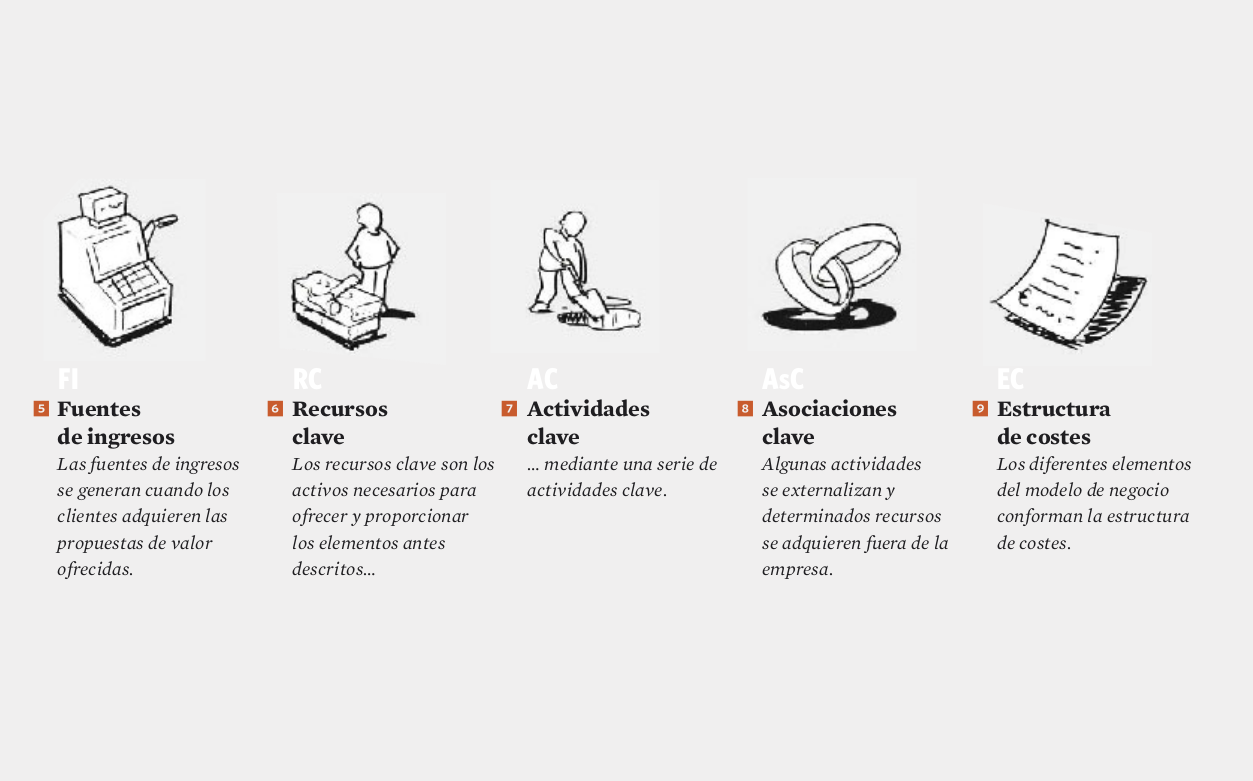 FI
5 Fuentes
de ingresos
Las fuentes de ingresos
se generan cuando los
clientes adquieren las
propuestas de valor
ofrecidas.
RC
6 Recursos
clave
Los recursos clave son los
activos necesarios para
ofrecer y proporcionar
los elementos antes
descritos...
AC
7 Actividades
clave
... mediante una serie de
actividades clave.
AsC
8 Asociaciones
clave
Algunas actividades
se externalizan y
determinados recursos
se adquieren fuera de la
empresa.
EC
9 Estructura
de costes
Los diferentes elementos
del modelo de negocio
conforman la estructura
de costes.